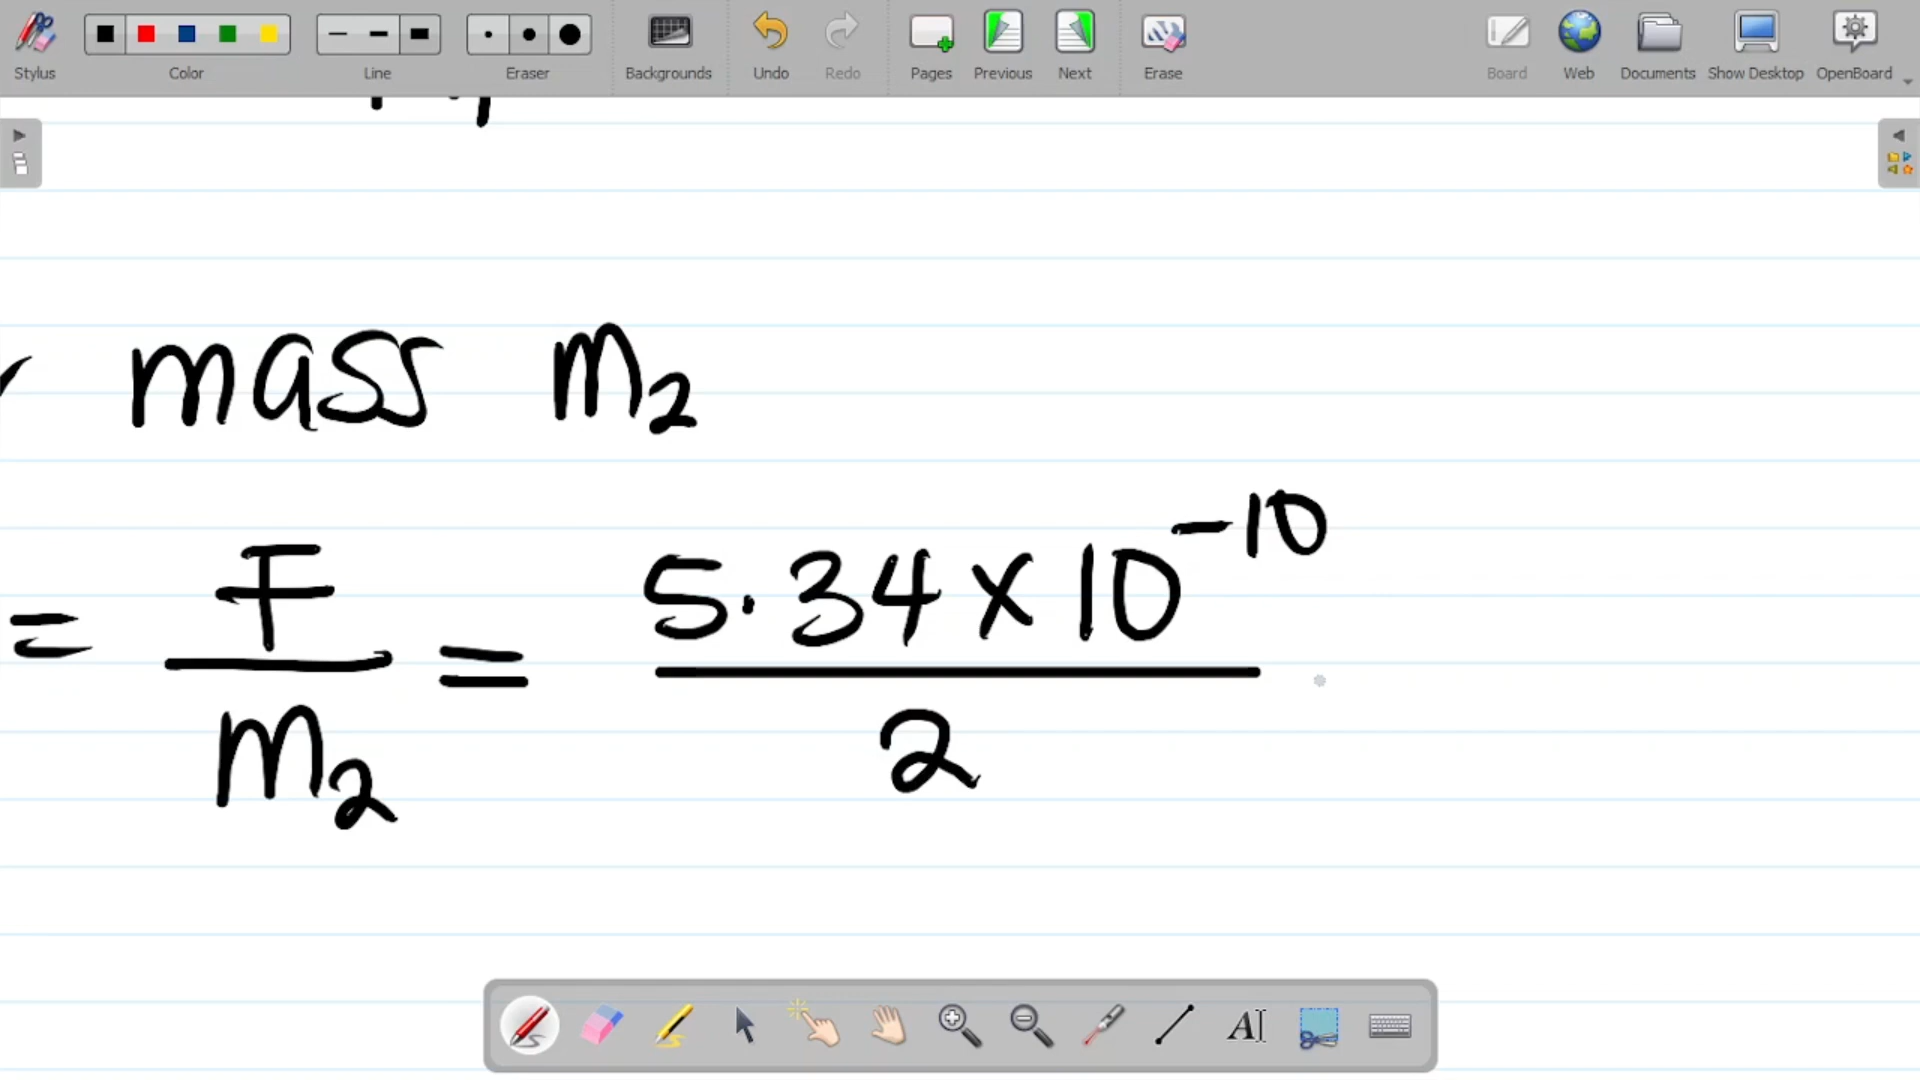 Stylus Color Line Eraser Backgrounds Undo Redo Pages Previous Next Erase Board Web Documents Show Desktop OpenBoard
mass m₂
= F/m₂ = 5.34 × 10⁻¹⁰/2
AI